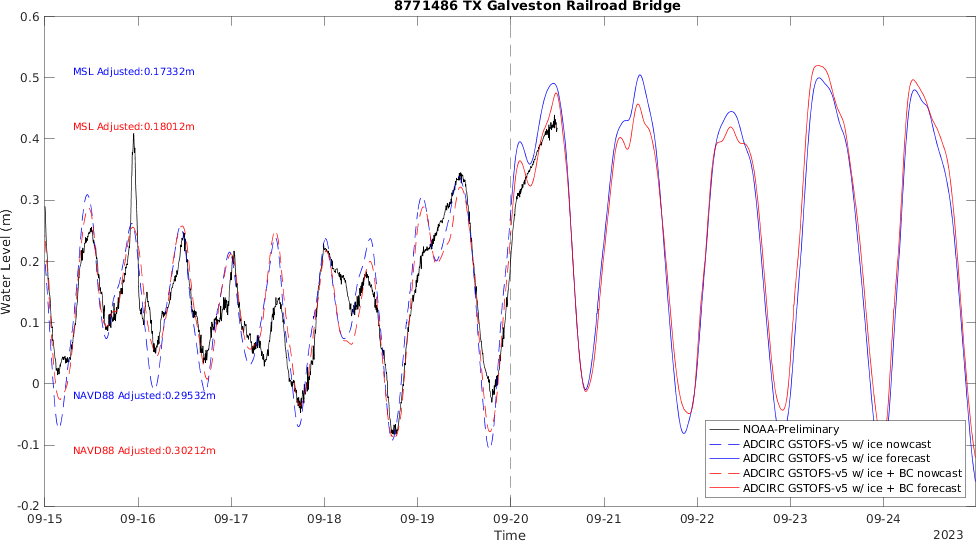 8771486 TX Galveston Railroad Bridge
0.6
0.5
0.4
0.3
0.2
0.1
0
-0.1
-0.2
Water Level (m)
MSL Adjusted:0.17332m
MSL Adjusted:0.18012m
NAVD88 Adjusted:0.29532m
NAVD88 Adjusted:0.30212m
NOAA-Preliminary
ADCIRC GSTOFS-v5 w/ ice nowcast
ADCIRC GSTOFS-v5 w/ ice forecast
ADCIRC GSTOFS-v5 w/ ice + BC nowcast
ADCIRC GSTOFS-v5 w/ ice + BC forecast
09-15 09-16 09-17 09-18 09-19 09-20 09-21 09-22 09-23 09-24
Time
2023